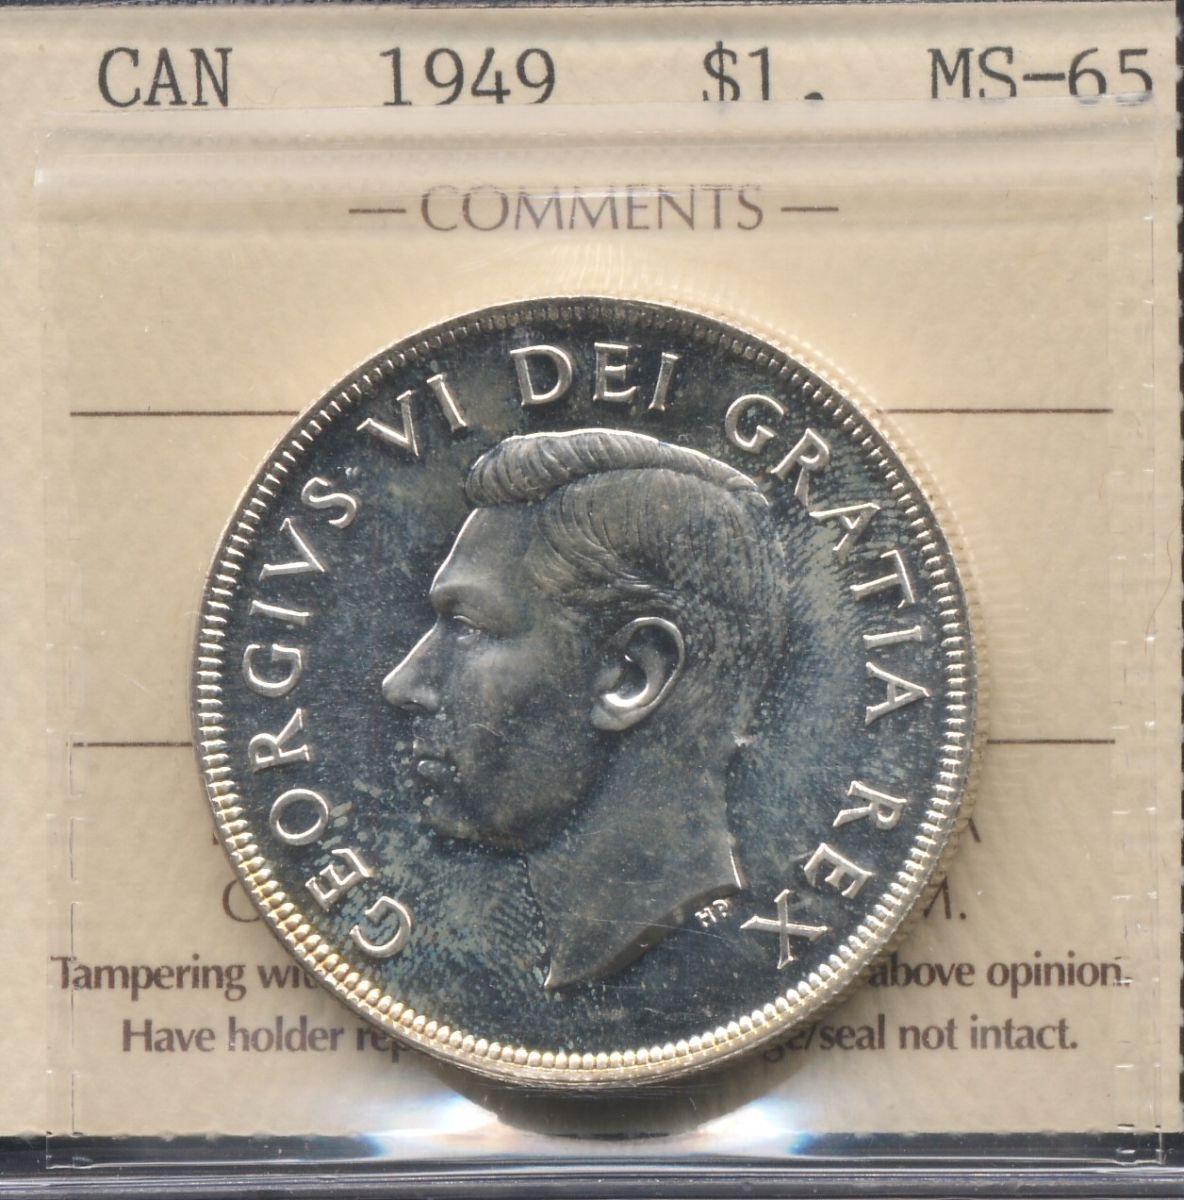 CAN 1949 $1. MS-65
— COMMENTS —
GEORGIVS VI DEI GRATIA REX
HP
Tampering above opinion.
Have holder /seal not intact.